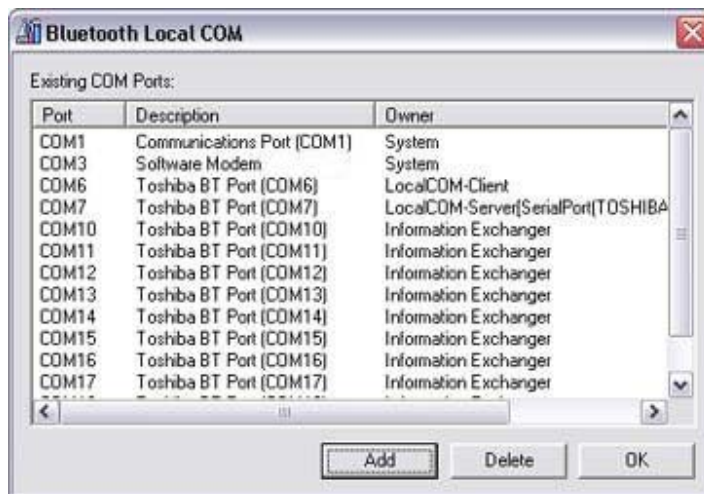 Bluetooth Local COM
Existing COM Ports:
Port Description Owner
COM1 Communications Port (COM1) System
COM3 Software Modem System
COM6 Toshiba BT Port (COM6) LocalCOM-Client
COM7 Toshiba BT Port (COM7) LocalCOM-Server(SerialPort(TOSHIBA
COM10 Toshiba BT Port (COM10) Information Exchanger
COM11 Toshiba BT Port (COM11) Information Exchanger
COM12 Toshiba BT Port (COM12) Information Exchanger
COM13 Toshiba BT Port (COM13) Information Exchanger
COM14 Toshiba BT Port (COM14) Information Exchanger
COM15 Toshiba BT Port (COM15) Information Exchanger
COM16 Toshiba BT Port (COM16) Information Exchanger
COM17 Toshiba BT Port (COM17) Information Exchanger
Add Delete OK